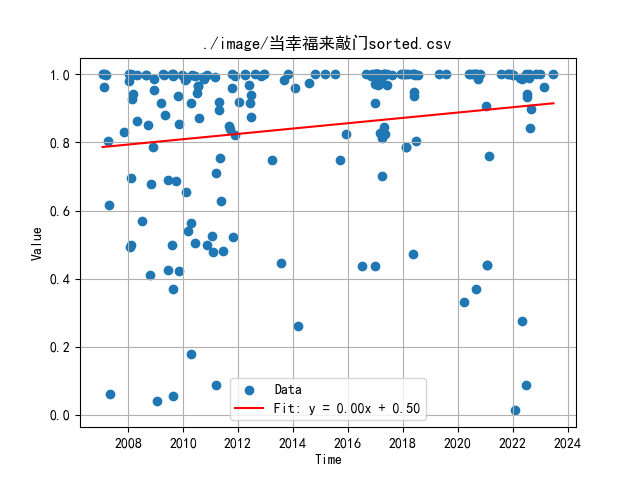 ./image/当幸福来敲门sorted.csv
1.0
0.8
0.6
0.4
0.2
0.0
Value
Data
Fit: y = 0.00x + 0.50
2008 2010 2012 2014 2016 2018 2020 2022 2024
Time